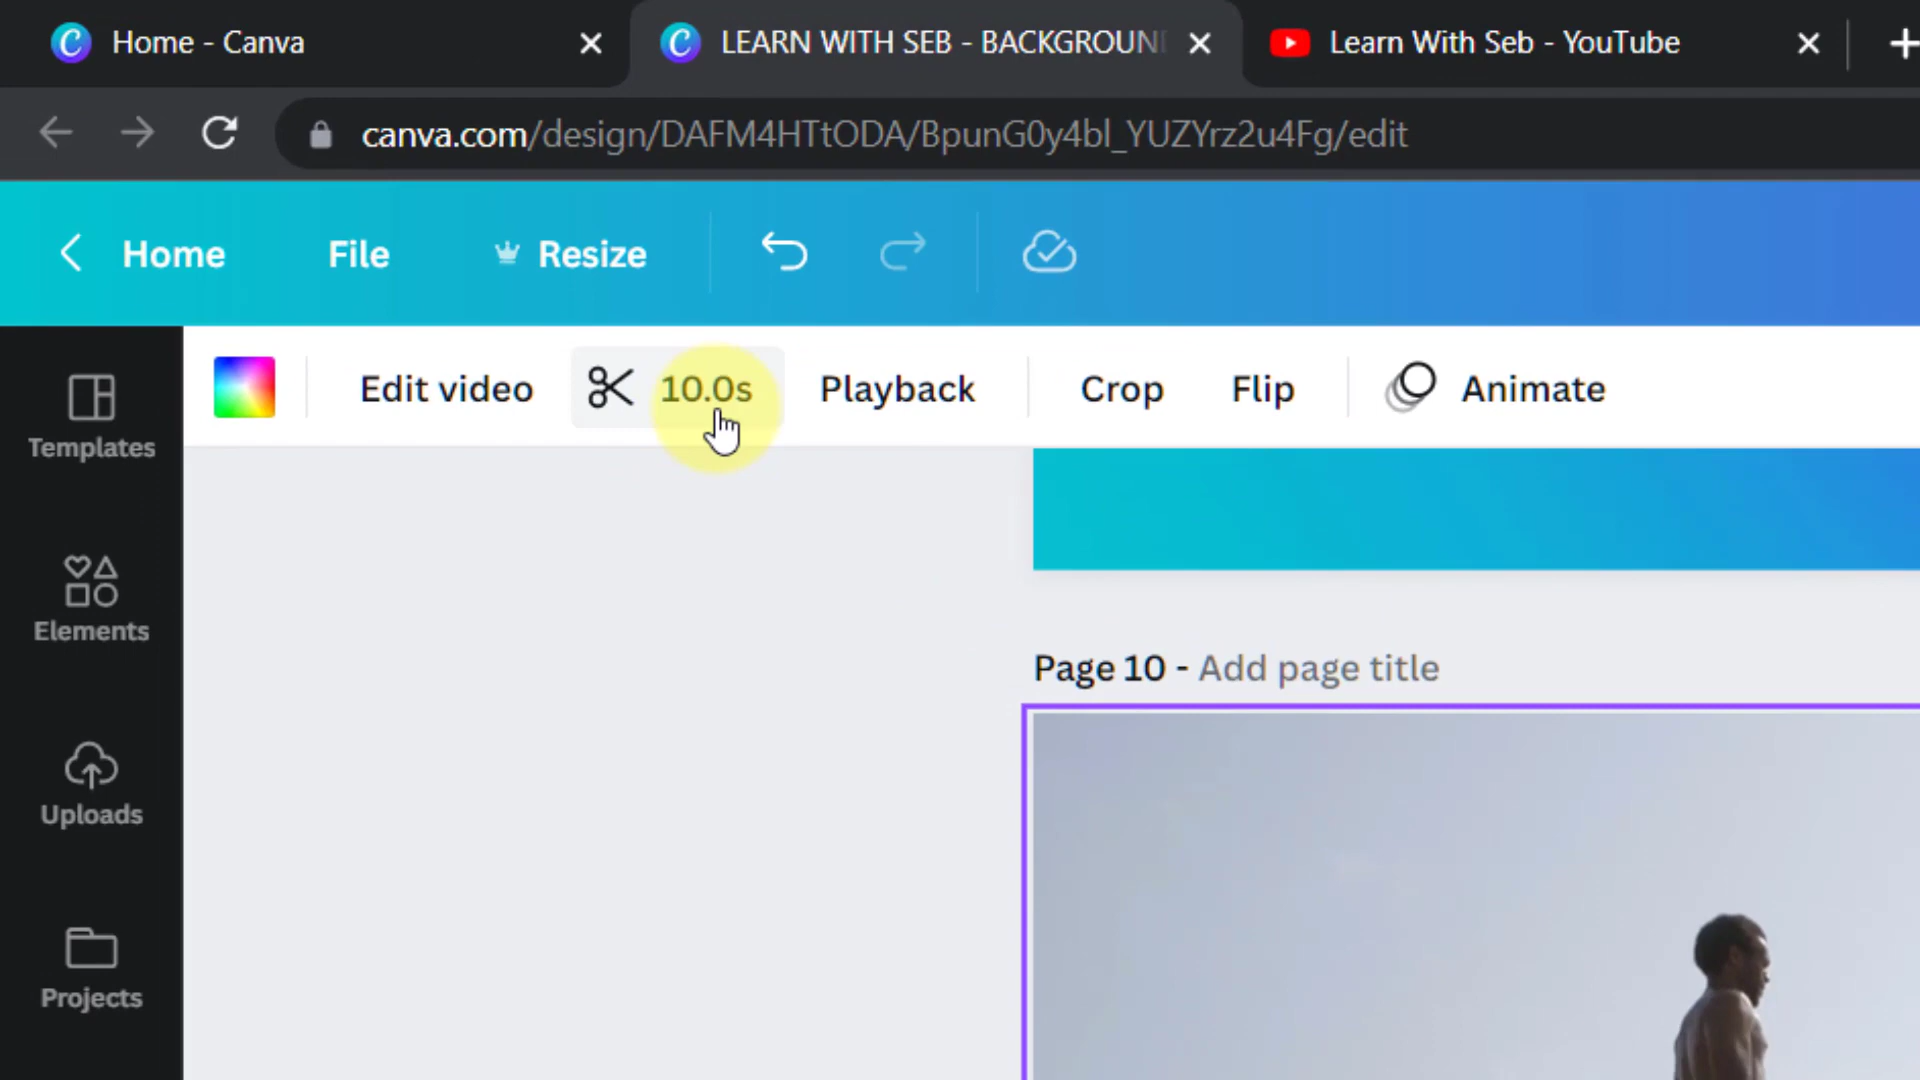 Home - Canva
LEARN WITH SEB - BACKGROUN
Learn With Seb - YouTube
canva.com/design/DAFM4HTtODA/BpunG0y4bl_YUZYrz2u4Fg/edit
Home
File
Resize
Edit video
10.0s
Playback
Crop
Flip
Animate
Templates
Elements
Page 10 - Add page title
Uploads
Projects